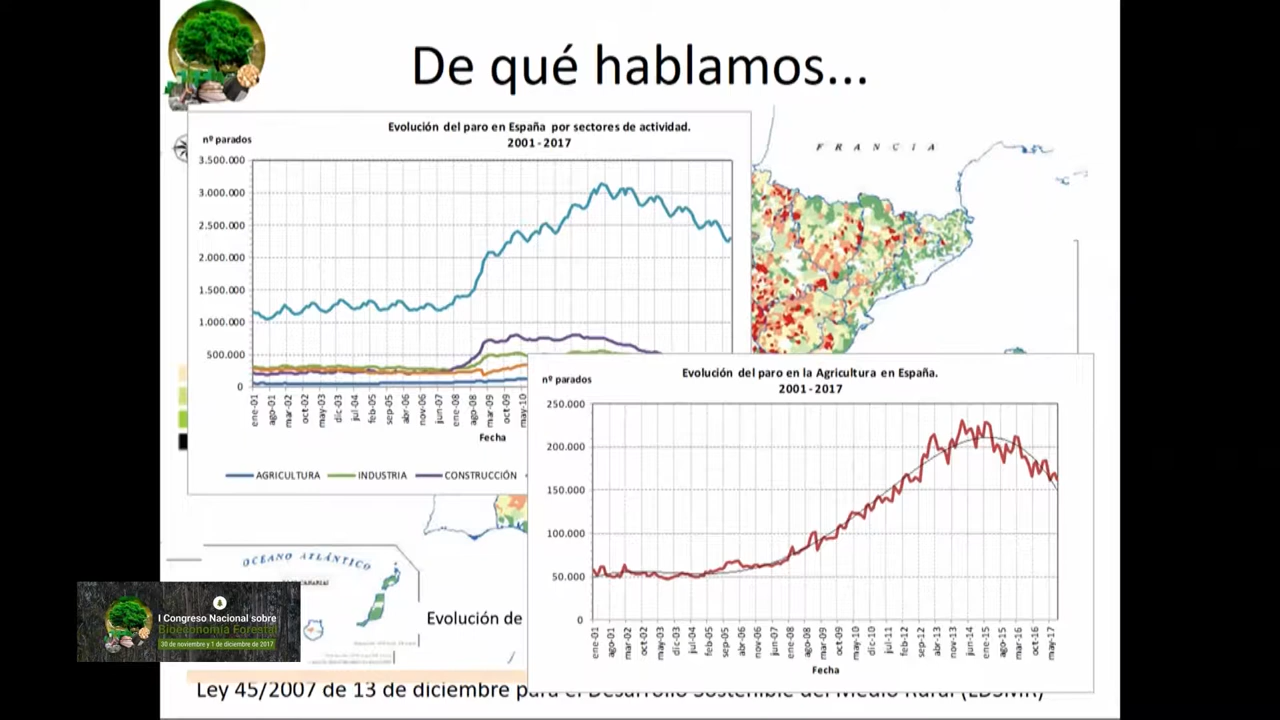 De qué hablamos...
Evolución del paro en España por sectores de actividad.
2001 - 2017
nº parados
3.500.000
3.000.000
2.500.000
2.000.000
1.500.000
1.000.000
500.000
0
ene-01
ago-01
mar-02
oct-02
may-03
dic-03
jul-04
feb-05
sep-05
abr-06
nov-06
jun-07
ene-08
ago-08
mar-09
oct-09
may-10
Fecha
AGRICULTURA
INDUSTRIA
CONSTRUCCIÓN
FRANCIA
Evolución del paro en la Agricultura en España.
2001 - 2017
nº parados
250.000
200.000
150.000
100.000
50.000
0
ene-01
ago-01
mar-02
oct-02
may-03
dic-03
jul-04
feb-05
sep-05
abr-06
nov-06
jun-07
ene-08
ago-08
mar-09
oct-09
may-10
dic-10
jul-11
feb-12
sep-12
abr-13
nov-13
jun-14
ene-15
ago-15
mar-16
oct-16
may-17
Fecha
OCÉANO ATLÁNTICO
I Congreso Nacional sobre
Bioeconomía Forestal
30 de noviembre y 1 de diciembre de 2017
Evolución de
Ley 45/2007 de 13 de diciembre para el Desarrollo Sostenible del Medio Rural (LDSMR)